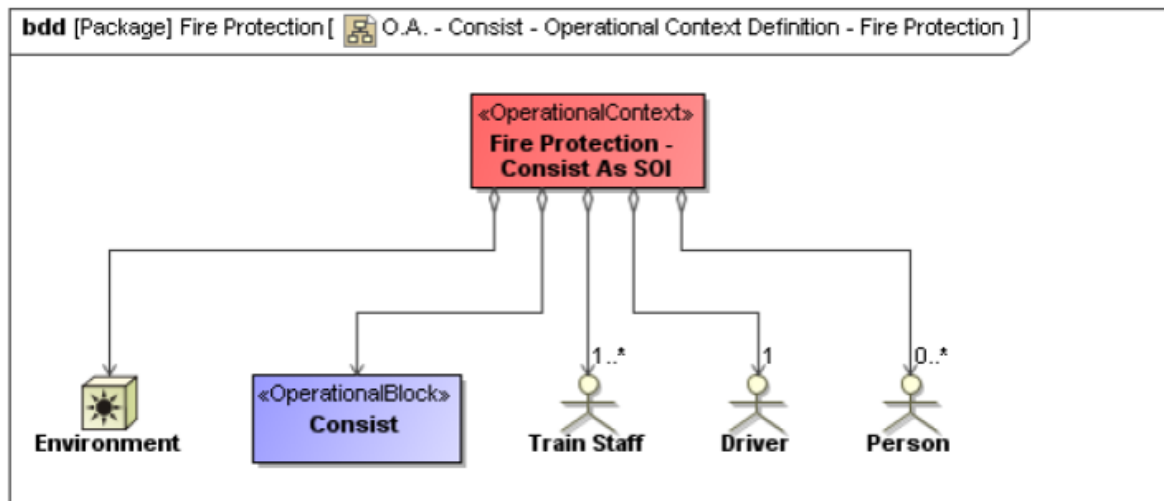 bdd [Package] Fire Protection [ O.A. - Consist - Operational Context Definition - Fire Protection ]
«OperationalContext»
Fire Protection -
Consist As SOI
1..*
1
0..*
«OperationalBlock»
Consist
Environment
Train Staff
Driver
Person